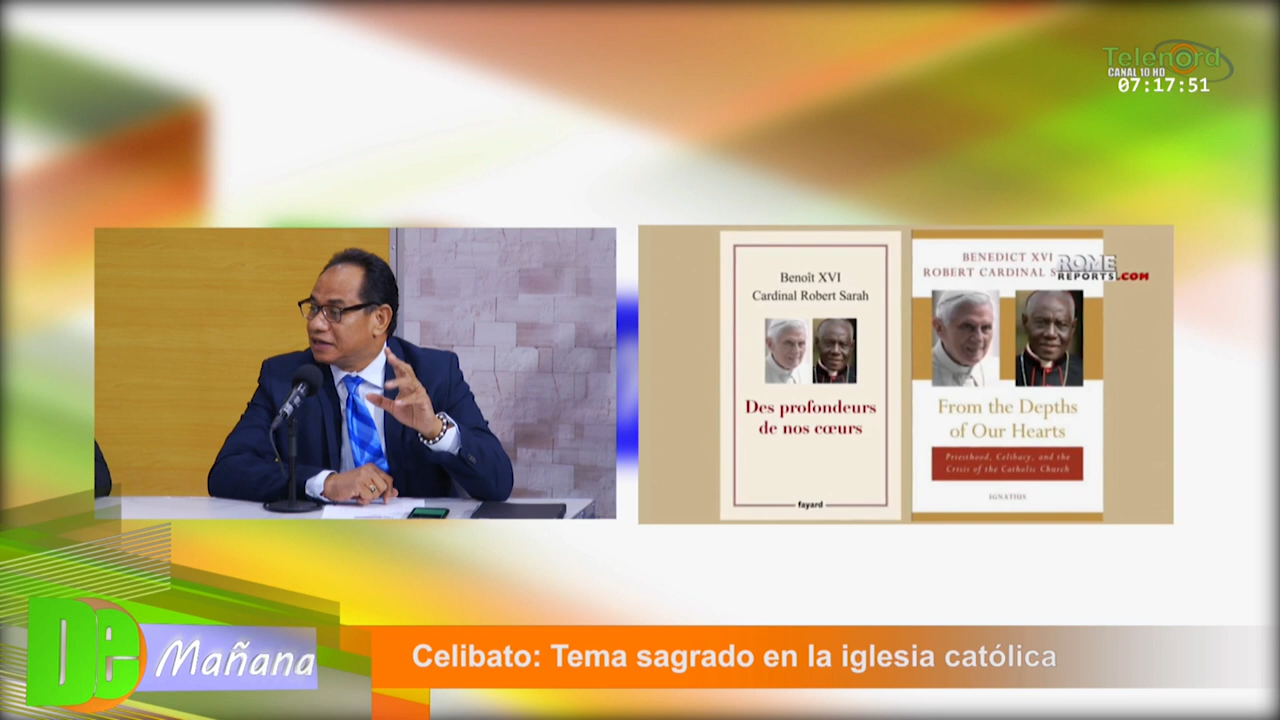 Telenord
CANAL 10 HD
07:17:51
Benoît XVI
Cardinal Robert Sarah
Des profondeurs
de nos cœurs
fayard
BENEDICT XVI
ROBERT CARDINAL S
ROME
REPORTS.COM
From the Depths
of Our Hearts
Priesthood, Celibacy, and the
Crisis of the Catholic Church
IGNATIUS
De
Mañana
Celibato: Tema sagrado en la iglesia católica